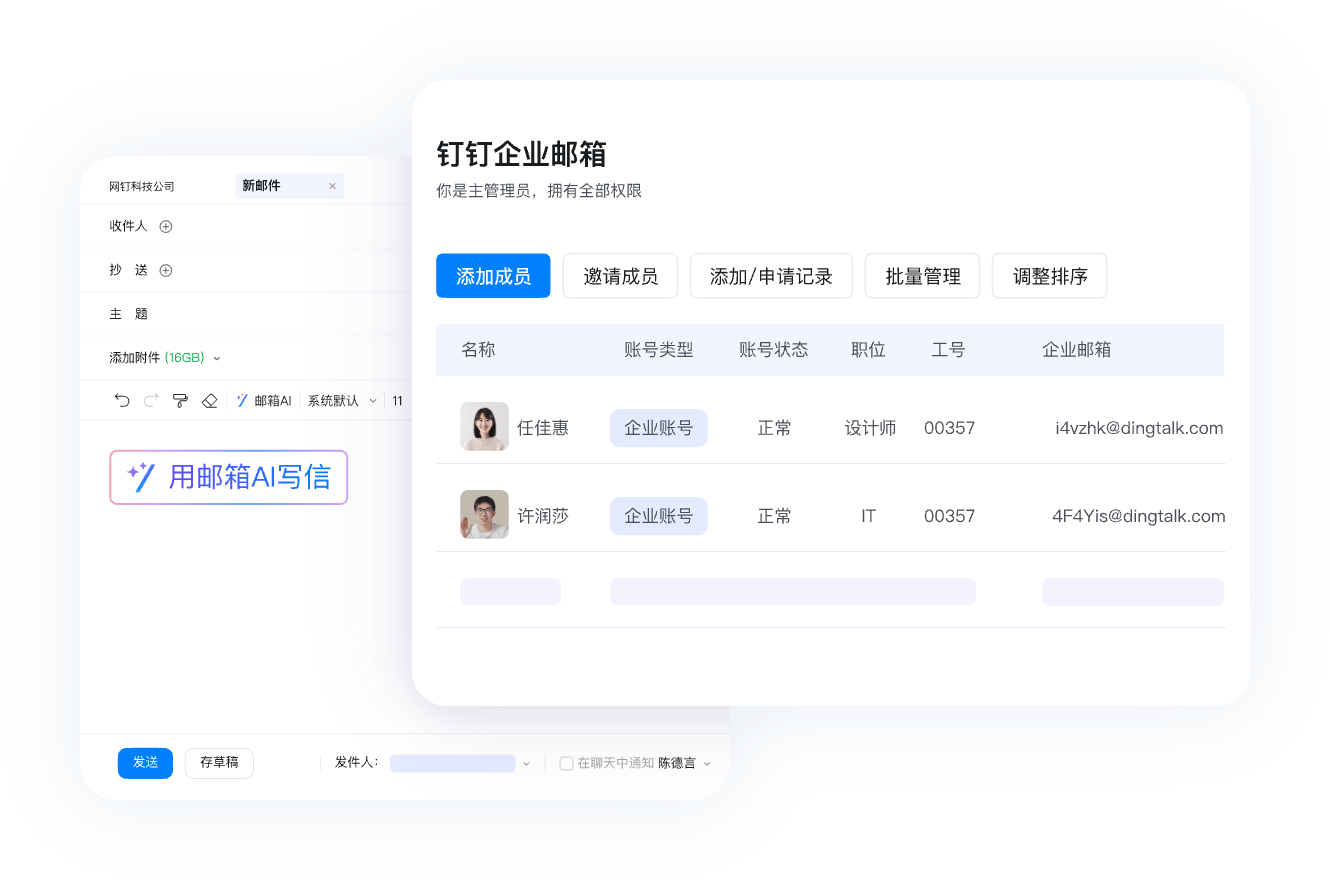 网钉科技公司
新邮件
收件人
抄 送
主 题
添加附件 (16GB)
邮箱AI 系统默认 11
用邮箱AI写信
发送 存草稿 发件人: 在聊天中通知 陈德言
钉钉企业邮箱
你是主管理员，拥有全部权限
添加成员 邀请成员 添加/申请记录 批量管理 调整排序
名称 账号类型 账号状态 职位 工号 企业邮箱
任佳惠 企业账号 正常 设计师 00357 i4vzhk@dingtalk.com
许润莎 企业账号 正常 IT 00357 4F4Yis@dingtalk.com